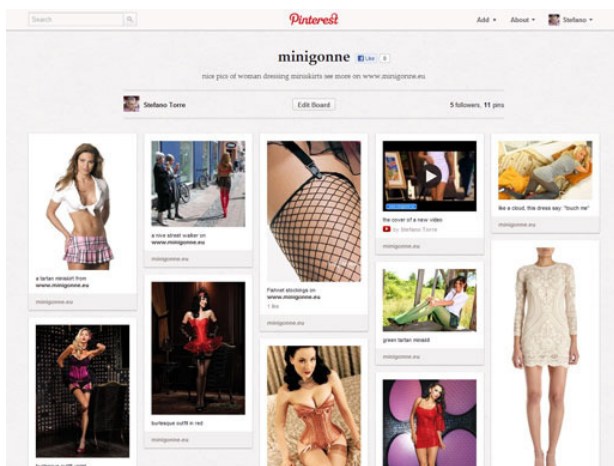 Search
Pinterest
Add
About
Stefano
minigonne
Like
0
nice pics of woman dressing miniskirts see more on www.minigonne.eu
Stefano Torre
Edit Board
5 followers, 11 pins
a tartan miniskirt from
www.minigonne.eu
minigonne.eu
a nice street walker on
www.minigonne.eu
minigonne.eu
burlesque outfit in red
minigonne.eu
Fishnet stockings on
www.minigonne.eu
1 like
minigonne.eu
the cover of a new video
by Stefano Torre
minigonne.eu
green tartan miniskirt
minigonne.eu
like a cloud, this dress say: "touch me"
minigonne.eu